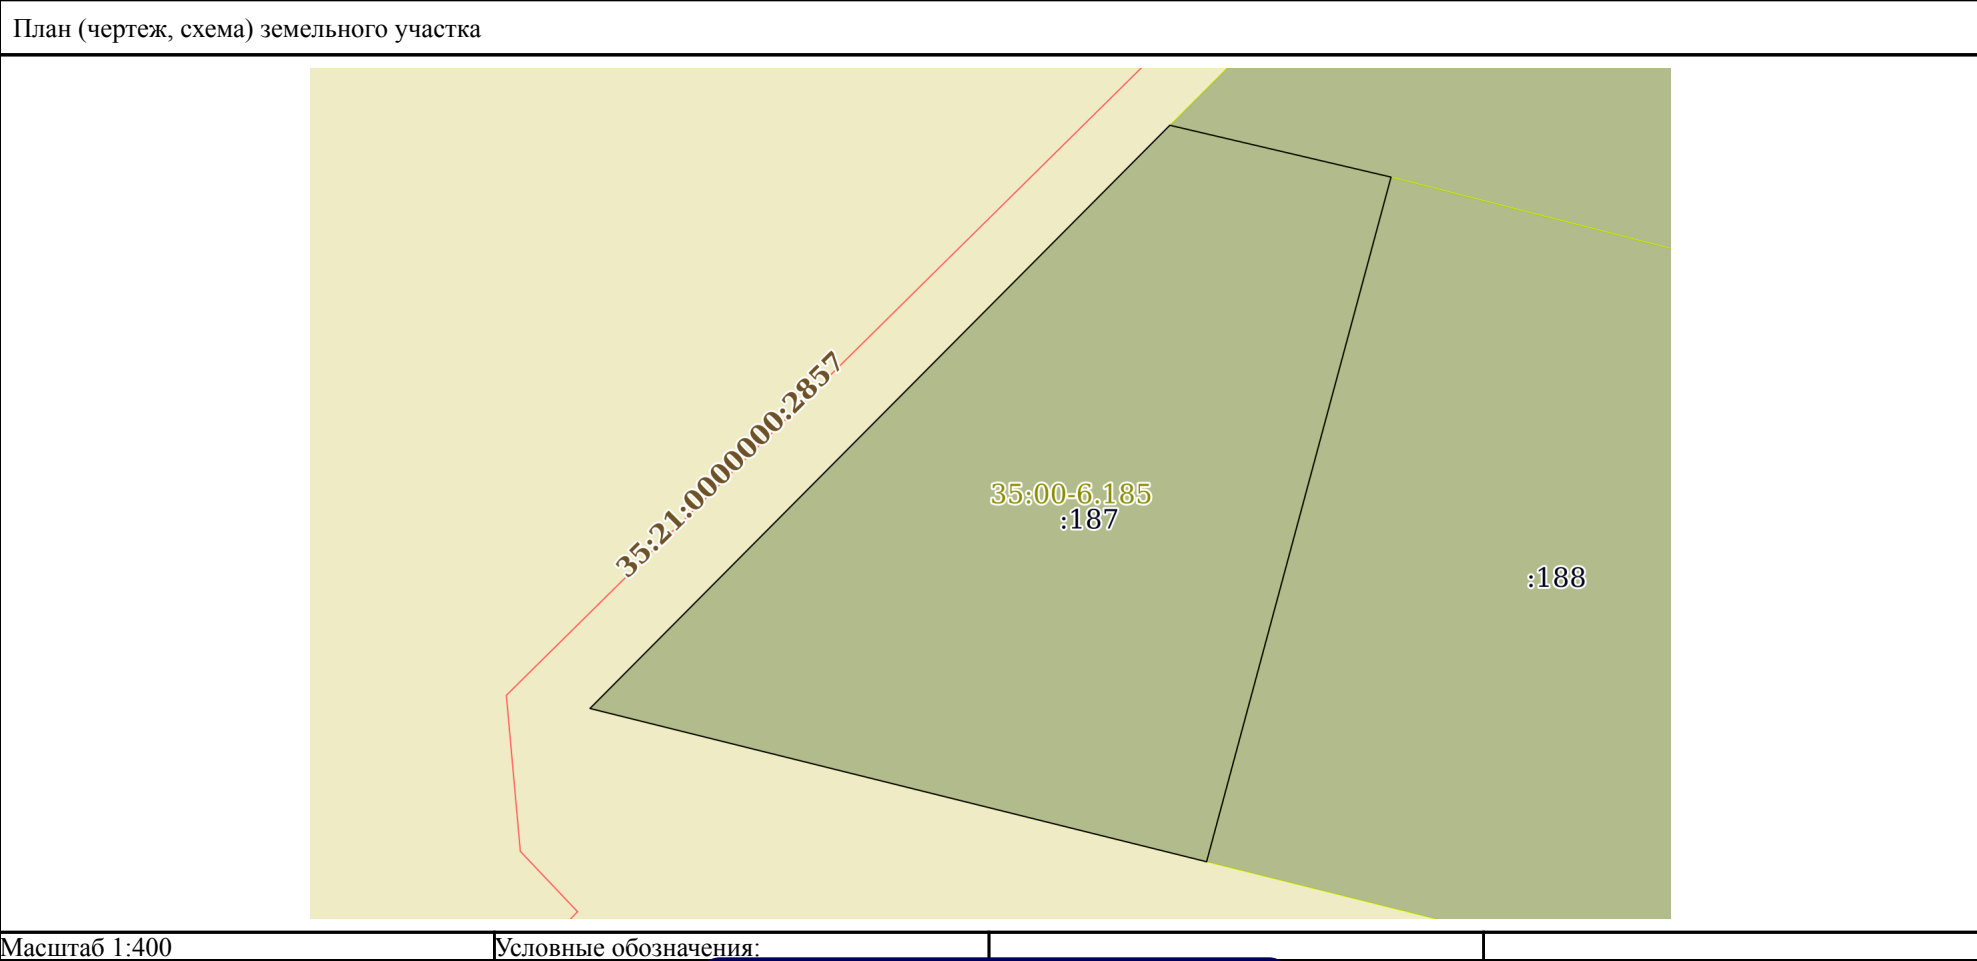 План (чертеж, схема) земельного участка
35:21:0000000:2857
35:00-6.185
:187
:188
Масштаб 1:400
Условные обозначения: